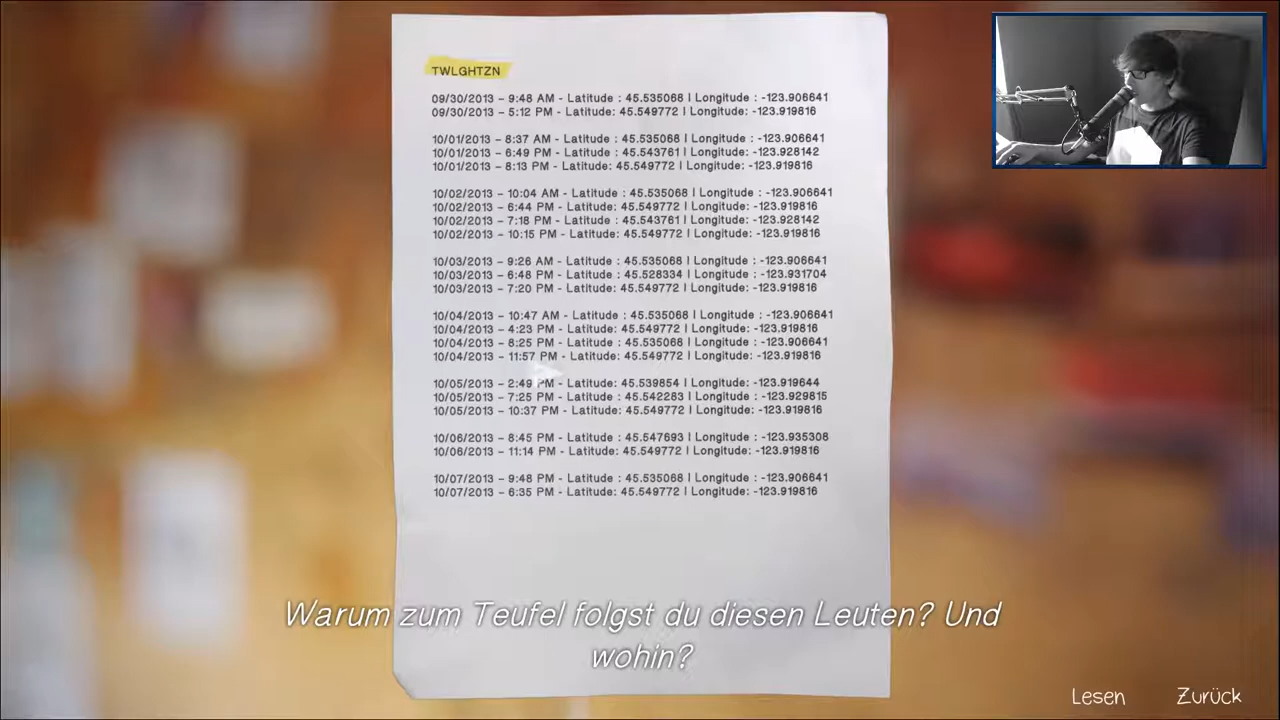 TWLGHTZN
09/30/2013 – 9:48 AM - Latitude : 45.535068 | Longitude : -123.906641
09/30/2013 – 5:12 PM - Latitude: 45.549772 | Longitude: -123.919816
10/01/2013 – 8:37 AM - Latitude : 45.535068 | Longitude : -123.906641
10/01/2013 – 6:49 PM - Latitude : 45.543761 | Longitude: -123.928142
10/01/2013 – 8:13 PM - Latitude: 45.549772 | Longitude: -123.919816
10/02/2013 – 10:04 AM - Latitude : 45.535068 | Longitude : -123.906641
10/02/2013 – 6:44 PM - Latitude: 45.549772 | Longitude: -123.919816
10/02/2013 – 7:18 PM - Latitude : 45.543761 | Longitude: -123.928142
10/02/2013 – 10:15 PM - Latitude: 45.549772 | Longitude: -123.919816
10/03/2013 – 9:26 AM - Latitude : 45.535068 | Longitude : -123.906641
10/03/2013 – 6:48 PM - Latitude : 45.528334 | Longitude: -123.931704
10/03/2013 – 7:20 PM - Latitude: 45.549772 | Longitude: -123.919816
10/04/2013 – 10:47 AM - Latitude : 45.535068 | Longitude : -123.906641
10/04/2013 – 4:23 PM - Latitude: 45.549772 | Longitude: -123.919816
10/04/2013 – 8:25 PM - Latitude: 45.535068 | Longitude : -123.906641
10/04/2013 – 11:57 PM - Latitude: 45.549772 | Longitude: -123.919816
10/05/2013 – 2:49 PM - Latitude: 45.539854 | Longitude: -123.919644
10/05/2013 – 7:25 PM - Latitude : 45.542283 | Longitude : -123.929815
10/05/2013 – 10:37 PM - Latitude: 45.549772 | Longitude: -123.919816
10/06/2013 – 8:45 PM - Latitude : 45.547693 | Longitude : -123.935308
10/06/2013 – 11:14 PM - Latitude: 45.549772 | Longitude: -123.919816
10/07/2013 – 9:48 PM - Latitude : 45.535068 | Longitude : -123.906641
10/07/2013 – 6:35 PM - Latitude: 45.549772 | Longitude: -123.919816
Warum zum Teufel folgst du diesen Leuten? Und
wohin?
Lesen Zurück